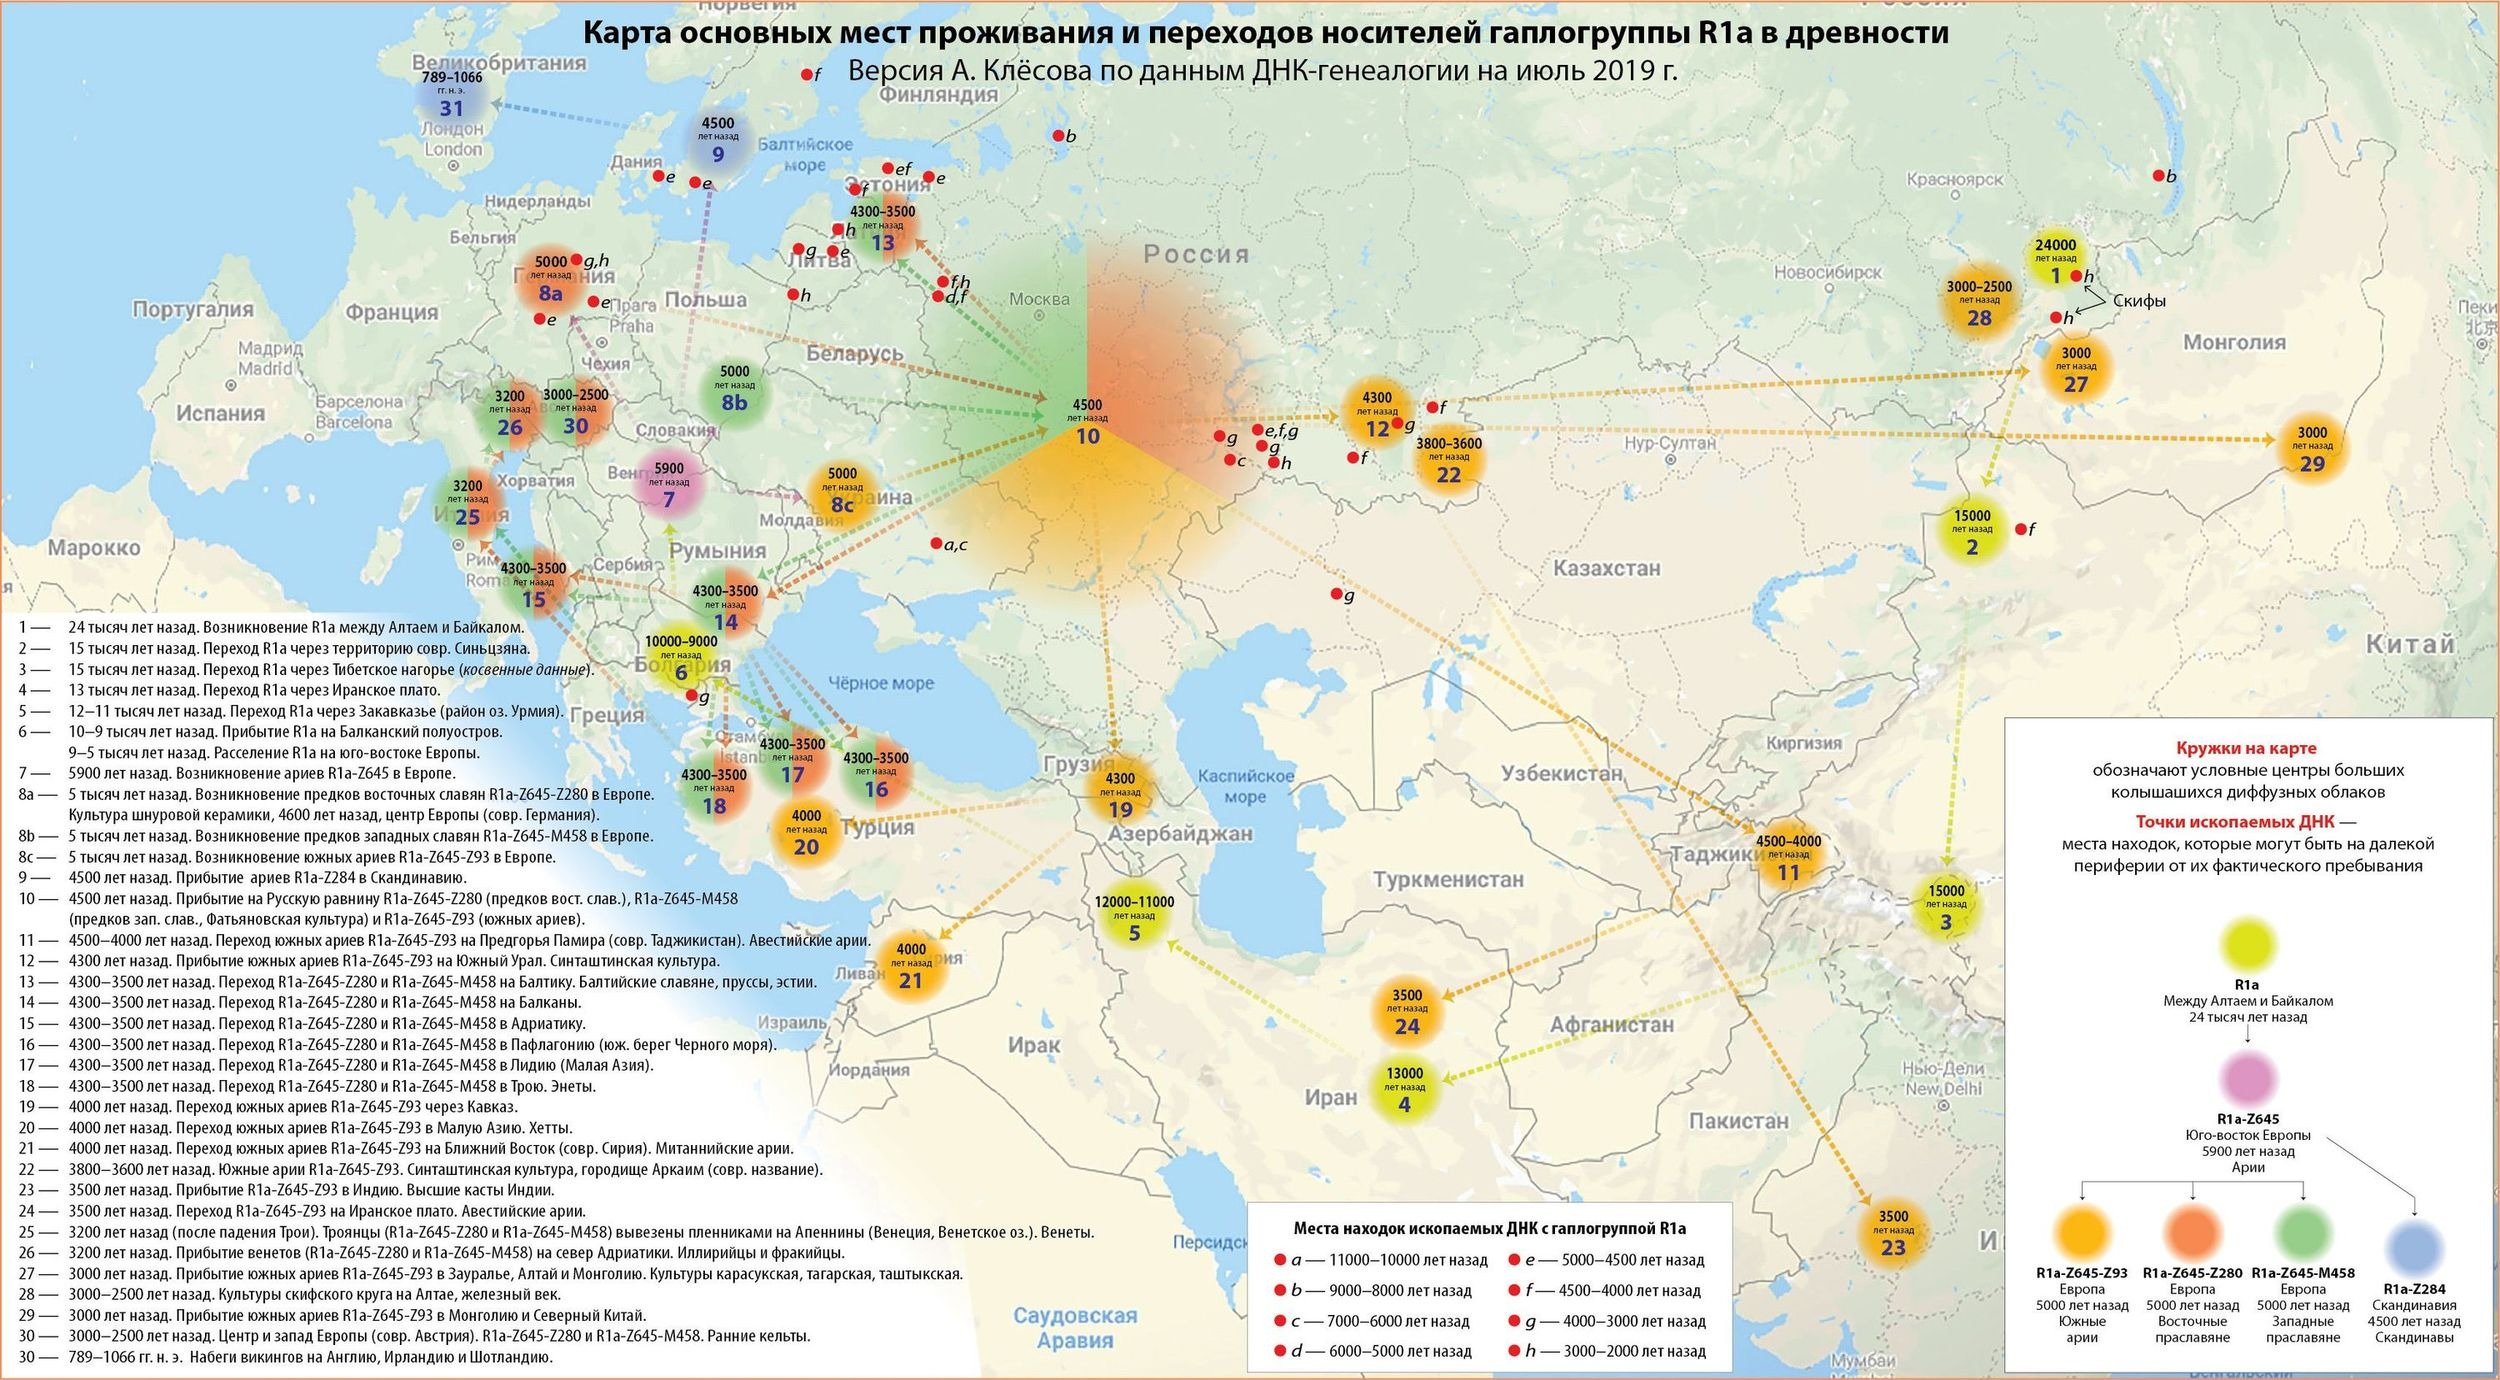 Карта основных мест проживания и переходов носителей гаплогруппы R1a в древности
Версия А. Клёсова по данным ДНК-генеалогии на июль 2019 г.
Норвегия
Россия
Великобритания
789–1066
гг. н. э.
31
Лондон
London
4500
лет назад
9
Балтийское
море
Финляндия
f
b
Дания
e
e
ef
e
f
Эстония
4300–3500
лет назад
13
h
g
e
Литва
h
f,h
d,f
Нидерланды
Бельгия
5000
лет назад
8a
g,h
e
e
Прага
Praha
Польша
Москва
Россия
Красноярск
b
Новосибирск
24000
лет назад
1
h
Скифы
h
3000–2500
лет назад
28
3000
лет назад
27
Монголия
Португалия
Франция
Мадрид
Madrid
Барселона
Barcelona
Испания
Чехия
Беларусь
5000
лет назад
8b
3200
лет назад
26
3000–2500
лет назад
30
Словакия
4500
лет назад
10
4300
лет назад
12
g
f
3800–3600
лет назад
22
f
g
e,f,g
g
c
h
Нур-Султан
3000
лет назад
29
3200
лет назад
25
Хорватия
5900
лет назад
7
5000
лет назад
8c
Молдавия
Румыния
Сербия
Рим
Roma
a,c
15000
лет назад
2
f
Марокко
4300–3500
лет назад
15
4300–3500
лет назад
14
g
Казахстан
Китай
10000–9000
лет назад
6
Болгария
g
Чёрное море
Греция
4300–3500
лет назад
17
4300–3500
лет назад
16
4300–3500
лет назад
18
4000
лет назад
20
Турция
Грузия
4300
лет назад
19
Азербайджан
Каспийское
море
Узбекистан
Киргизия
4500–4000
лет назад
11
Туркменистан
15000
лет назад
3
12000–11000
лет назад
5
4000
лет назад
21
Ливан
Израиль
Ирак
Иордания
3500
лет назад
24
13000
лет назад
4
Иран
Афганистан
Пакистан
Нью-Дели
New Delhi
3500
лет назад
23
Саудовская
Аравия
Мумбаи
1 — 24 тысяч лет назад. Возникновение R1a между Алтаем и Байкалом.
2 — 15 тысяч лет назад. Переход R1a через территорию совр. Синьцзяна.
3 — 15 тысяч лет назад. Переход R1a через Тибетское нагорье (косвенные данные).
4 — 13 тысяч лет назад. Переход R1a через Иранское плато.
5 — 12–11 тысяч лет назад. Переход R1a через Закавказье (район оз. Урмия).
6 — 10–9 тысяч лет назад. Прибытие R1a на Балканский полуостров.
9–5 тысяч лет назад. Расселение R1a на юго-востоке Европы.
7 — 5900 лет назад. Возникновение ариев R1a-Z645 в Европе.
8a — 5 тысяч лет назад. Возникновение предков восточных славян R1a-Z645-Z280 в Европе.
Культура шнуровой керамики, 4600 лет назад, центр Европы (совр. Германия).
8b — 5 тысяч лет назад. Возникновение предков западных славян R1a-Z645-M458 в Европе.
8c — 5 тысяч лет назад. Возникновение южных ариев R1a-Z645-Z93 в Европе.
9 — 4500 лет назад. Прибытие ариев R1a-Z284 в Скандинавию.
10 — 4500 лет назад. Прибытие на Русскую равнину R1a-Z645-Z280 (предков вост. слав.), R1a-Z645-M458
(предков зап. слав., Фатьяновская культура) и R1a-Z645-Z93 (южных ариев).
11 — 4500–4000 лет назад. Переход южных ариев R1a-Z645-Z93 на Предгорья Памира (совр. Таджикистан). Авестийские арии.
12 — 4300 лет назад. Прибытие южных ариев R1a-Z645-Z93 на Южный Урал. Синташтинская культура.
13 — 4300–3500 лет назад. Переход R1a-Z645-Z280 и R1a-Z645-M458 на Балтику. Балтийские славяне, пруссы, эстии.
14 — 4300–3500 лет назад. Переход R1a-Z645-Z280 и R1a-Z645-M458 на Балканы.
15 — 4300–3500 лет назад. Переход R1a-Z645-Z280 и R1a-Z645-M458 в Адриатику.
16 — 4300–3500 лет назад. Переход R1a-Z645-Z280 и R1a-Z645-M458 в Пафлагонию (юж. берег Черного моря).
17 — 4300–3500 лет назад. Переход R1a-Z645-Z280 и R1a-Z645-M458 в Лидию (Малая Азия).
18 — 4300–3500 лет назад. Переход R1a-Z645-Z280 и R1a-Z645-M458 в Трою. Энеты.
19 — 4000 лет назад. Переход южных ариев R1a-Z645-Z93 через Кавказ.
20 — 4000 лет назад. Переход южных ариев R1a-Z645-Z93 в Малую Азию. Хетты.
21 — 4000 лет назад. Переход южных ариев R1a-Z645-Z93 на Ближний Восток (совр. Сирия). Митаннийские арии.
22 — 3800–3600 лет назад. Южные арии R1a-Z645-Z93. Синташтинская культура, городище Аркаим (совр. название).
23 — 3500 лет назад. Прибытие R1a-Z645-Z93 в Индию. Высшие касты Индии.
24 — 3500 лет назад. Переход R1a-Z645-Z93 на Иранское плато. Авестийские арии.
25 — 3200 лет назад (после падения Трои). Троянцы (R1a-Z645-Z280 и R1a-Z645-M458) вывезены пленниками на Апеннины (Венеция, Венетское оз.). Венеты.
26 — 3200 лет назад. Прибытие венетов (R1a-Z645-Z280 и R1a-Z645-M458) на север Адриатики. Иллирийцы и фракийцы.
27 — 3000 лет назад. Прибытие южных ариев R1a-Z645-Z93 в Зауралье, Алтай и Монголию. Культуры карасукская, тагарская, таштыкская.
28 — 3000–2500 лет назад. Культуры скифского круга на Алтае, железный век.
29 — 3000 лет назад. Прибытие южных ариев R1a-Z645-Z93 в Монголию и Северный Китай.
30 — 3000–2500 лет назад. Центр и запад Европы (совр. Австрия). R1a-Z645-Z280 и R1a-Z645-M458. Ранние кельты.
30 — 789–1066 гг. н. э. Набеги викингов на Англию, Ирландию и Шотландию.
Места находок ископаемых ДНК с гаплогруппой R1a
a — 11000–10000 лет назад
b — 9000–8000 лет назад
c — 7000–6000 лет назад
d — 6000–5000 лет назад
e — 5000–4500 лет назад
f — 4500–4000 лет назад
g — 4000–3000 лет назад
h — 3000–2000 лет назад
Кружки на карте
обозначают условные центры больших
колышащихся диффузных облаков
Точки ископаемых ДНК —
места находок, которые могут быть на далекой
периферии от их фактического пребывания
R1a
Между Алтаем и Байкалом
24 тысяч лет назад
R1a-Z645
Юго-восток Европы
5900 лет назад
Арии
R1a-Z645-Z93
Европа
5000 лет назад
Южные
арии
R1a-Z645-Z280
Европа
5000 лет назад
Восточные
праславяне
R1a-Z645-M458
Европа
5000 лет назад
Западные
праславяне
R1a-Z284
Скандинавия
4500 лет назад
Скандинавы